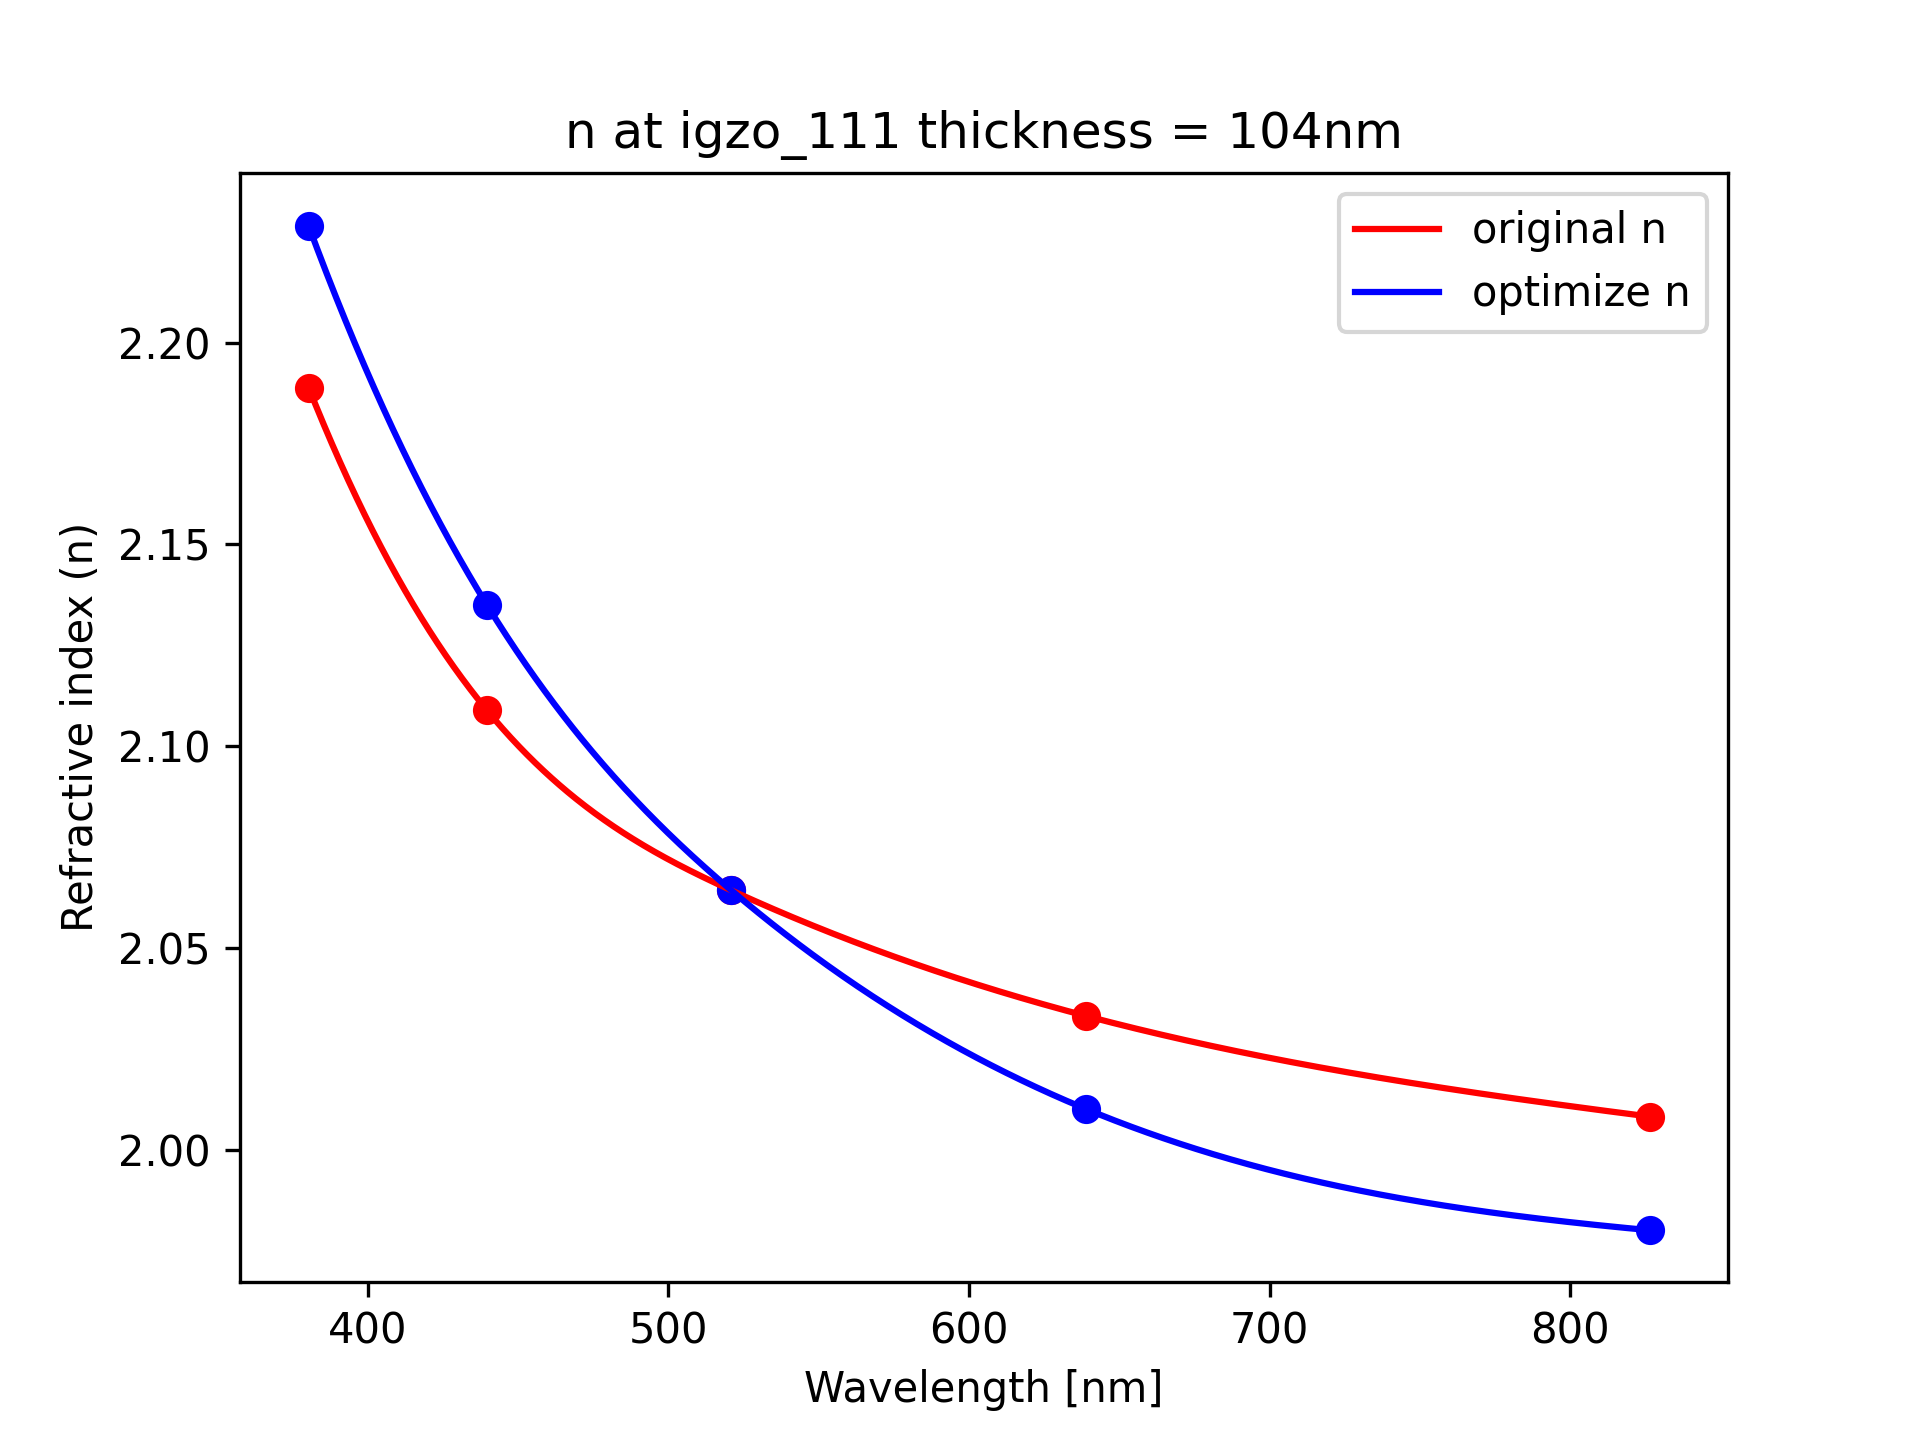 n at igzo_111 thickness = 104nm
original n
optimize n
Refractive index (n)
2.20
2.15
2.10
2.05
2.00
400 500 600 700 800
Wavelength [nm]